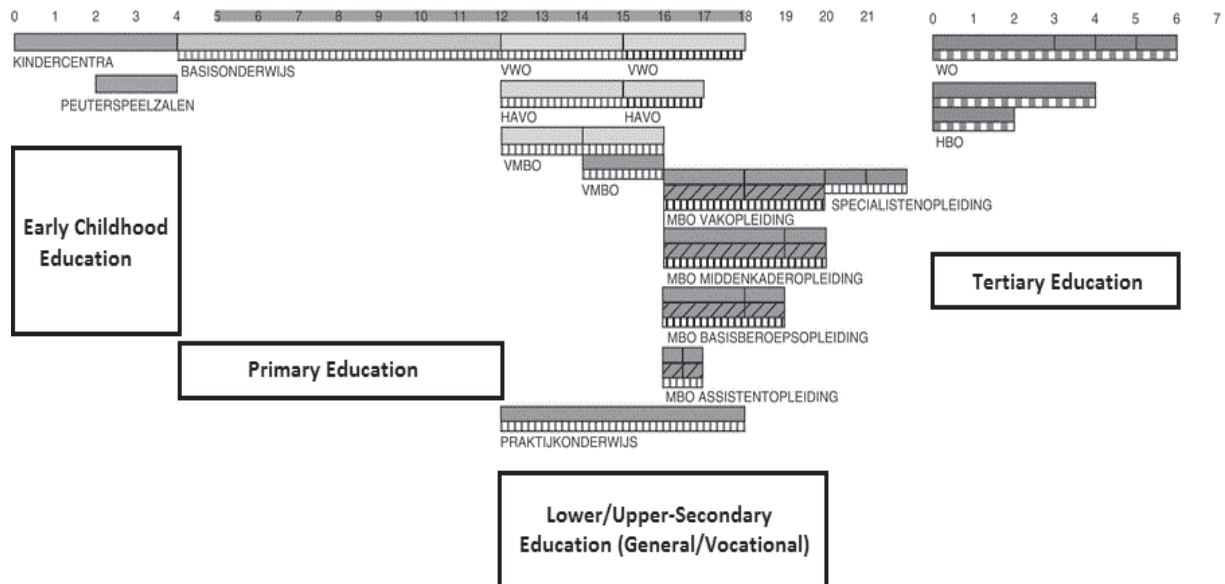 0 1 2 3 4 5 6 7 8 9 10 11 12 13 14 15 16 17 18 19 20 21 0 1 2 3 4 5 6 7
KINDERCENTRA BASISONDERWIJS VWO VWO WO
PEUTERSPEELZALEN HAVO HAVO
HBO
VMBO
VMBO
MBO VAKOPLEIDING SPECIALISTENOPLEIDING
Early Childhood
Education
MBO MIDDENKADEROPLEIDING
Tertiary Education
MBO BASISBEROEPSOPLEIDING
Primary Education
MBO ASSISTENTOPLEIDING
PRAKTIJKONDERWIJS
Lower/Upper-Secondary
Education (General/Vocational)